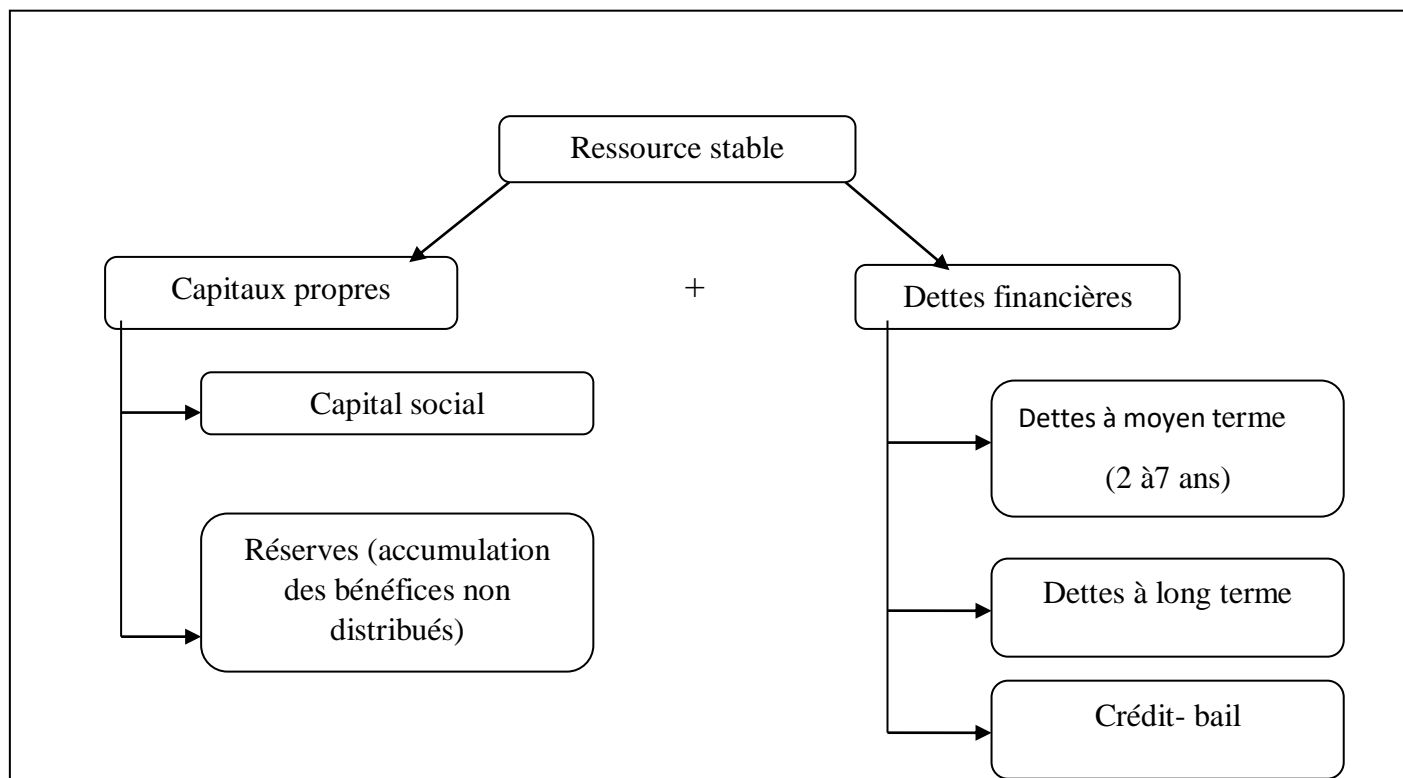 Ressource stable
Capitaux propres
+
Dettes financières
Capital social
Réserves (accumulation
des bénéfices non
distribués)
Dettes à moyen terme
(2 à7 ans)
Dettes à long terme
Crédit- bail